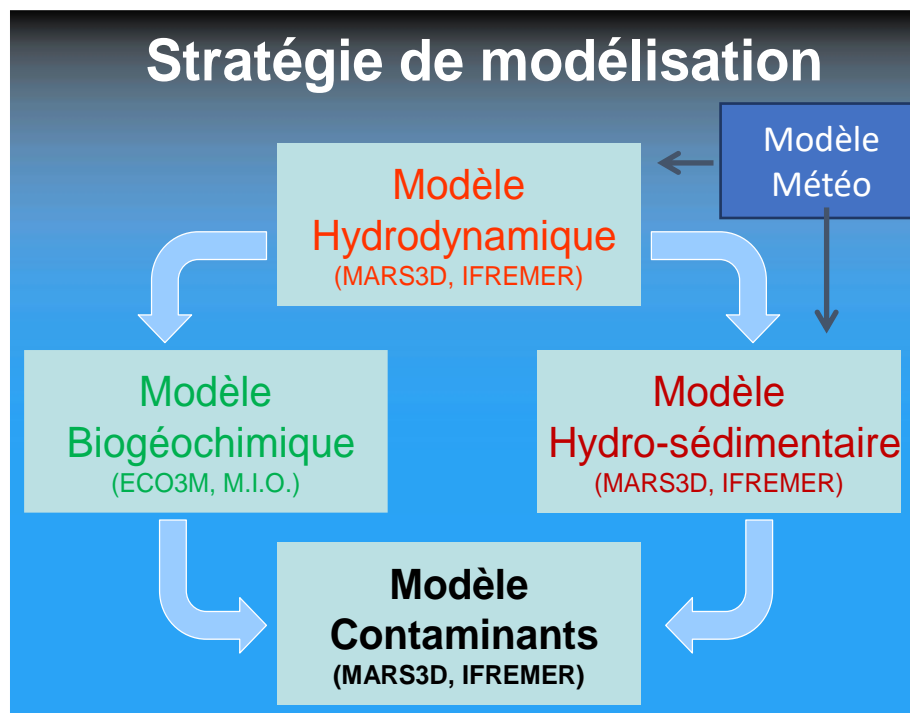 Stratégie de modélisation
Modèle
Météo
Modèle
Hydrodynamique
(MARS3D, IFREMER)
Modèle
Biogéochimique
(ECO3M, M.I.O.)
Modèle
Hydro-sédimentaire
(MARS3D, IFREMER)
Modèle
Contaminants
(MARS3D, IFREMER)